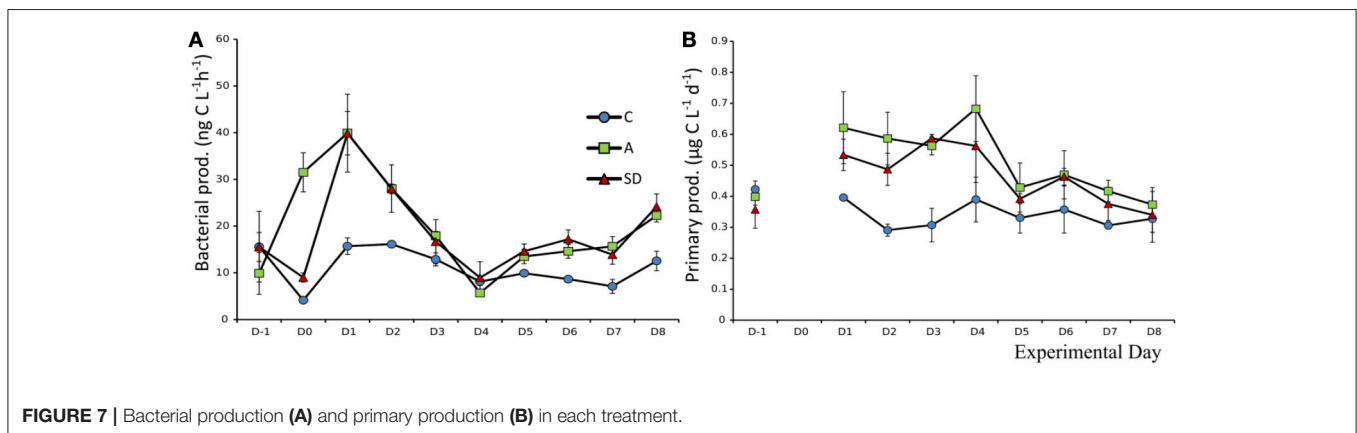 A
Bacterial prod. (ng C L⁻¹h⁻¹)
60
50
40
30
20
10
0
D-1 D0 D1 D2 D3 D4 D5 D6 D7 D8
C
A
SD
B
Primary prod. (µg C L⁻¹ d⁻¹)
0.9
0.8
0.7
0.6
0.5
0.4
0.3
0.2
0.1
0
D-1 D0 D1 D2 D3 D4 D5 D6 D7 D8
Experimental Day
FIGURE 7 | Bacterial production (A) and primary production (B) in each treatment.